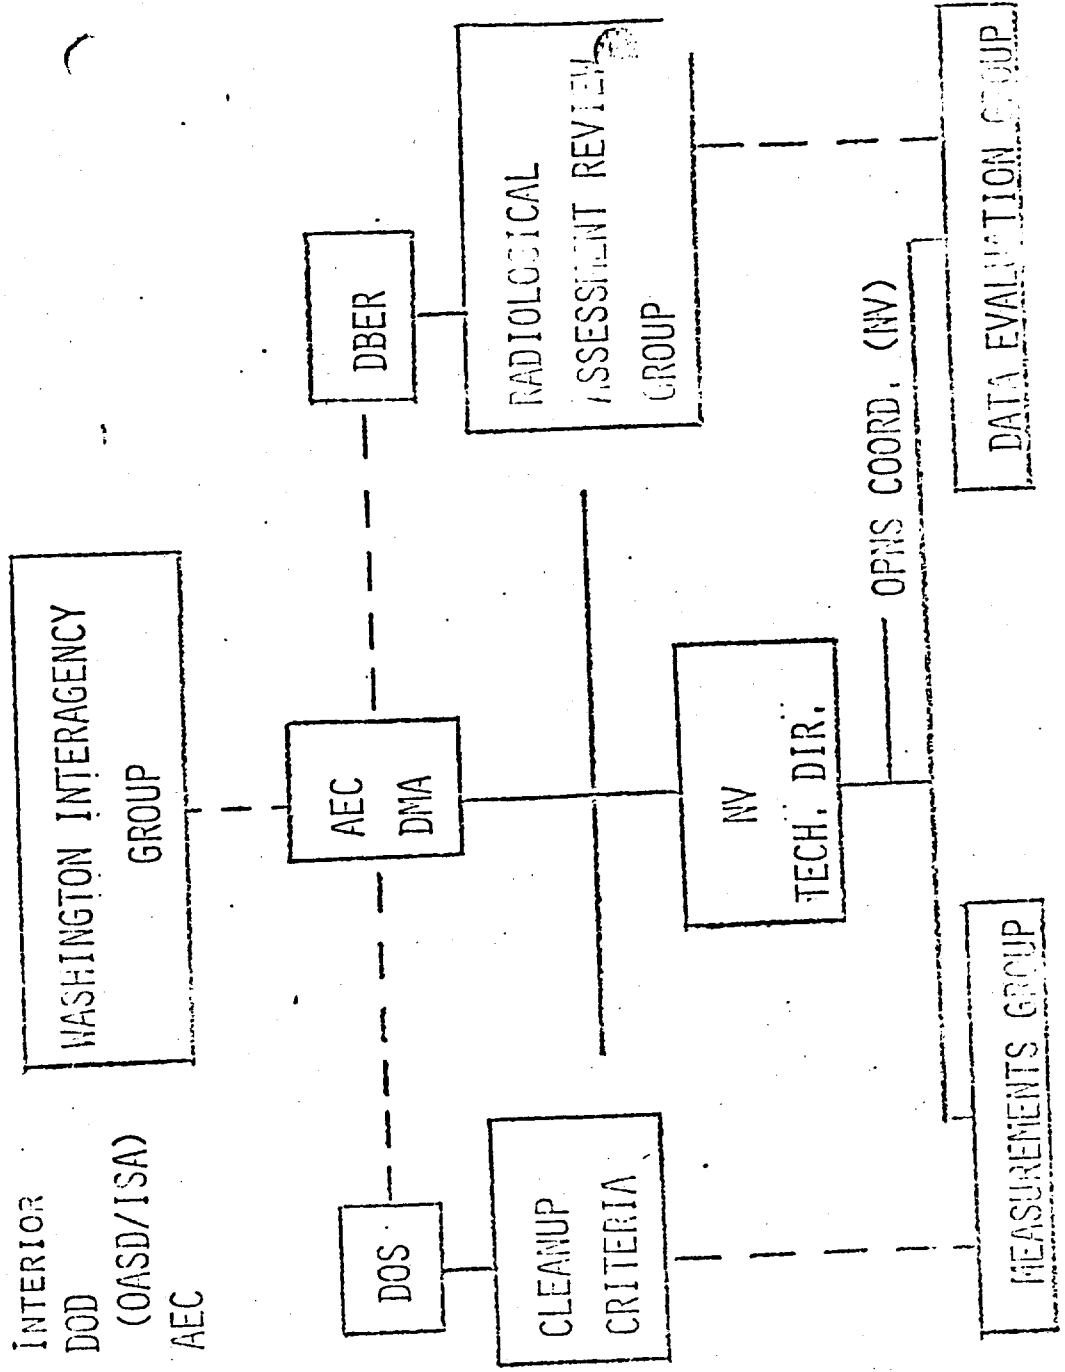 INTERIOR
DOD
(OASD/ISA)
AEC
WASHINGTON INTERAGENCY
GROUP
DOS
AEC
DMA
DBER
CLEANUP
CRITERIA
RADIOLOGICAL
ASSESSMENT REVIEW
GROUP
NV
TECH. DIR.
OPNS COORD. (NV)
MEASUREMENTS GROUP
DATA EVALUATION GROUP